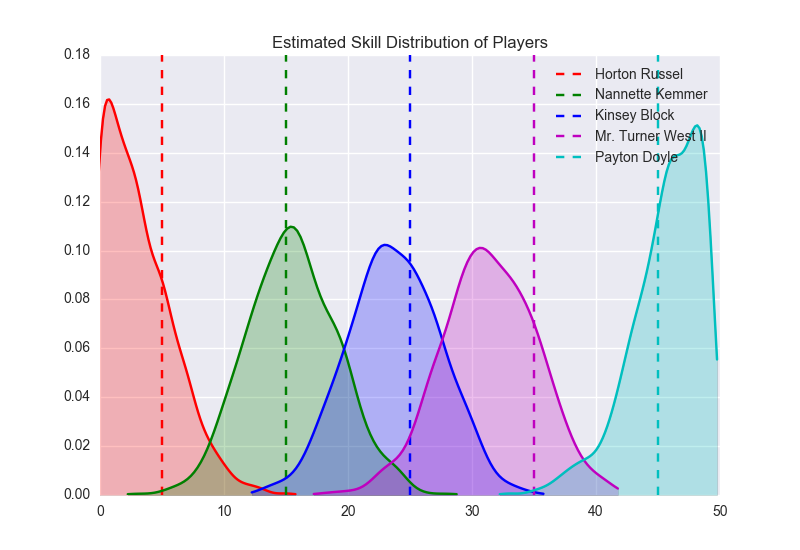 Estimated Skill Distribution of Players
0.18
0.16
0.14
0.12
0.10
0.08
0.06
0.04
0.02
0.00
0 10 20 30 40 50
Horton Russel
Nannette Kemmer
Kinsey Block
Mr. Turner West II
Payton Doyle